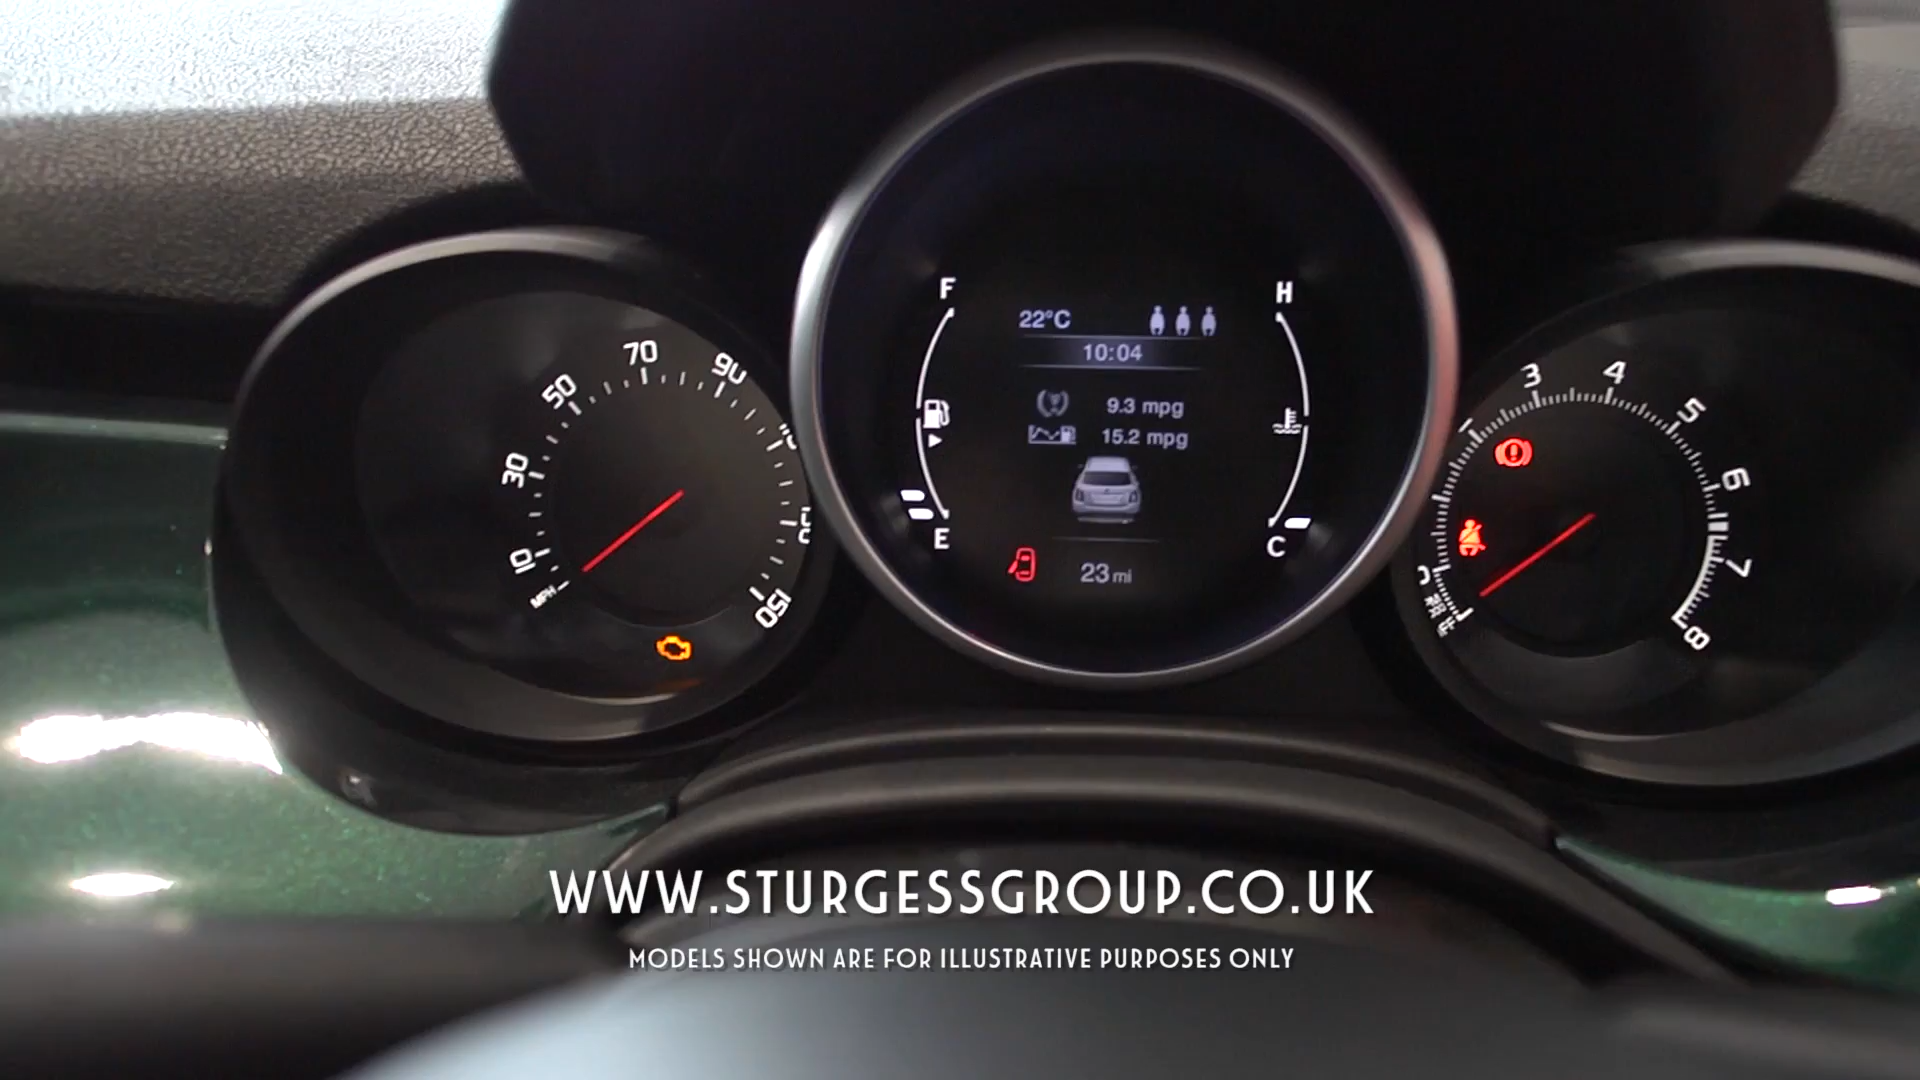 F
H
22°C
10:04
9.3 mpg
15.2 mpg
E
C
23 mi
10
30
50
70
90
150
MPH
3
4
5
6
7
8
WWW.STURGESSGROUP.CO.UK
MODELS SHOWN ARE FOR ILLUSTRATIVE PURPOSES ONLY